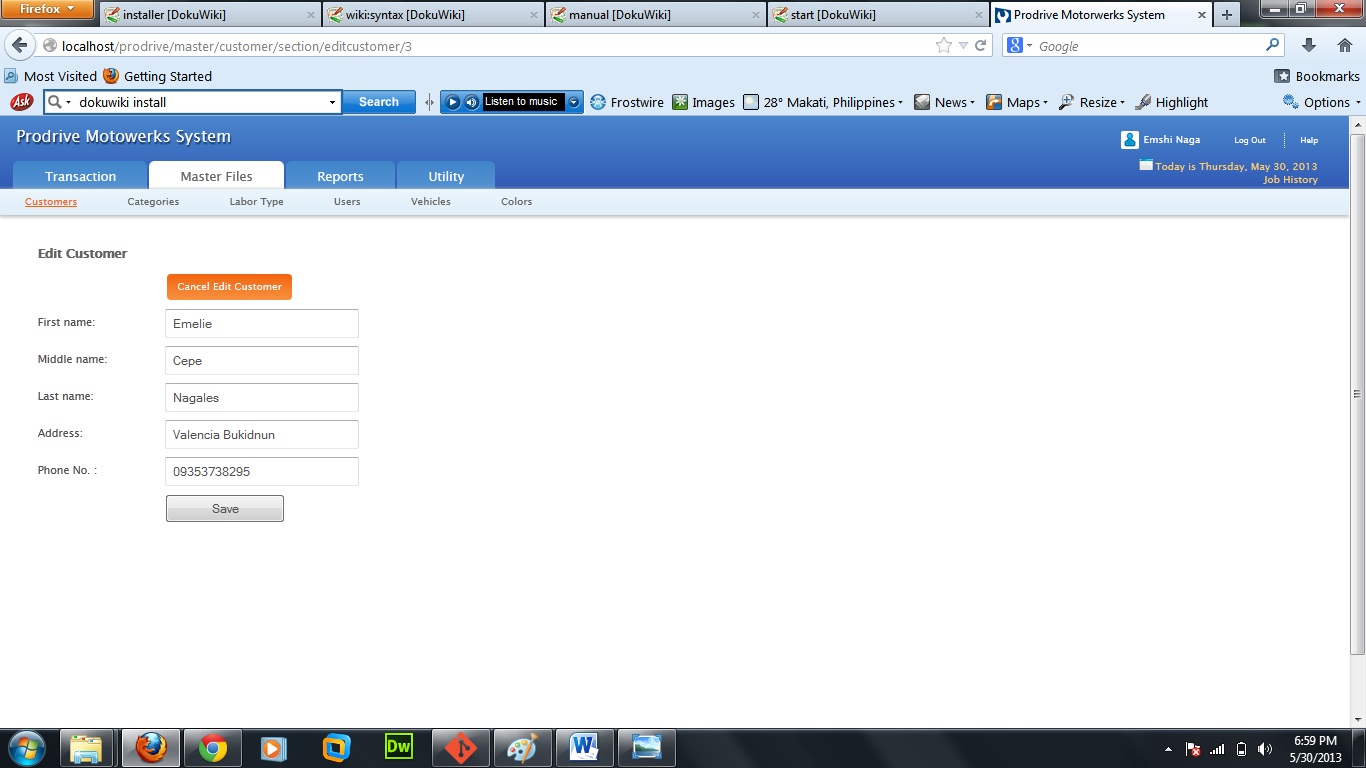 Firefox
installer [DokuWiki]
wiki:syntax [DokuWiki]
manual [DokuWiki]
start [DokuWiki]
Prodrive Motorwerks System
localhost/prodrive/master/customer/section/editcustomer/3
Google
Most Visited
Getting Started
Bookmarks
Ask
dokuwiki install
Search
Listen to music
Frostwire
Images
28° Makati, Philippines
News
Maps
Resize
Highlight
Options
Prodrive Motowerks System
Emshi Naga
Log Out
Help
Today is Thursday, May 30, 2013
Job History
Transaction
Master Files
Reports
Utility
Customers
Categories
Labor Type
Users
Vehicles
Colors
Edit Customer
Cancel Edit Customer
First name: Emelie
Middle name: Cepe
Last name: Nagales
Address: Valencia Bukidnun
Phone No. : 09353738295
Save
Dw
W
6:59 PM
5/30/2013